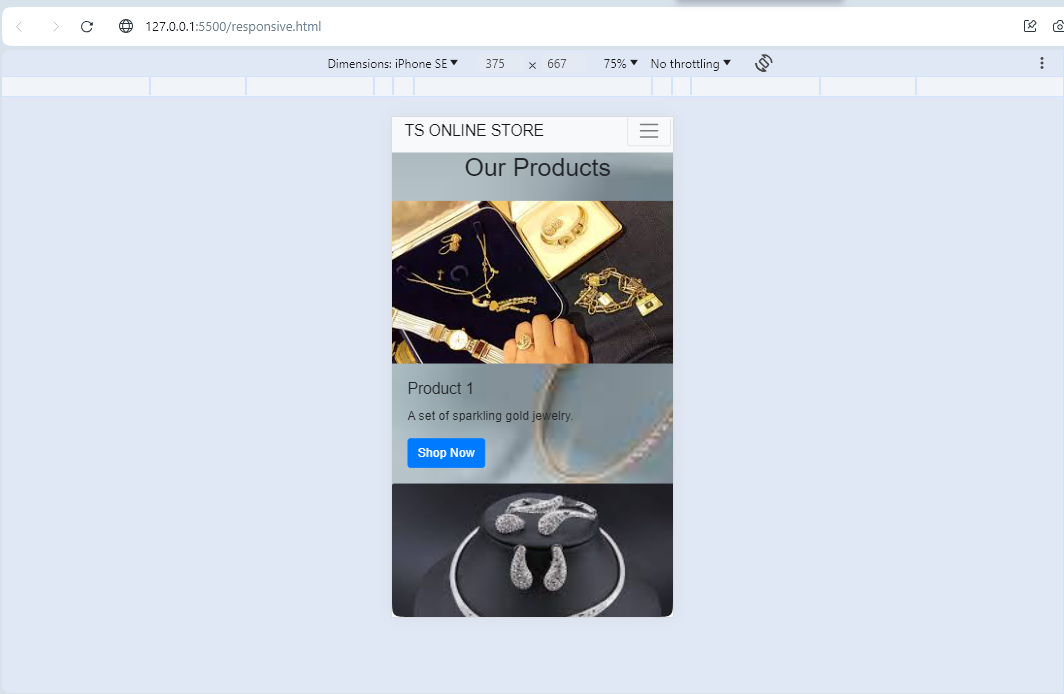 127.0.0.1:5500/responsive.html
Dimensions: iPhone SE 375 × 667 75% No throttling
TS ONLINE STORE
Our Products
Product 1
A set of sparkling gold jewelry.
Shop Now